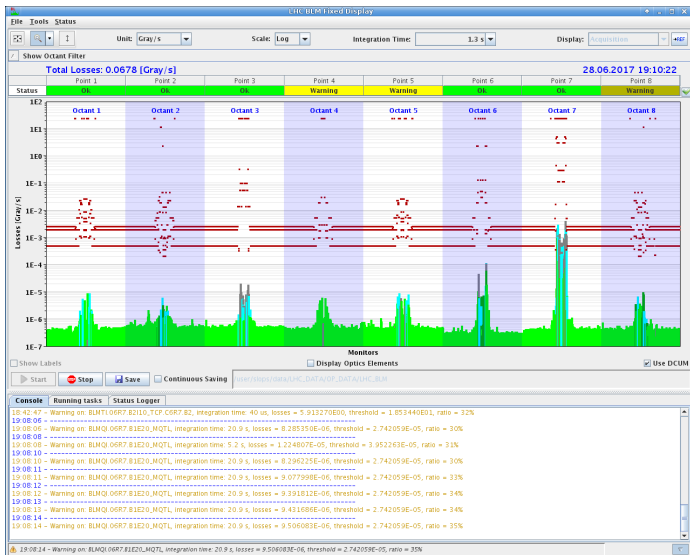 LHC BLM Fixed Display
File Tools Status
Unit: Gray/s Scale: Log Integration Time: 1.3 s Display: Acquisition REF
Show Octant Filter
Total Losses: 0.0678 [Gray/s] 28.06.2017 19:10:22
Point 1 Point 2 Point 3 Point 4 Point 5 Point 6 Point 7 Point 8
Status Ok Ok Ok Warning Warning Ok Ok Warning
Octant 1 Octant 2 Octant 3 Octant 4 Octant 5 Octant 6 Octant 7 Octant 8
Losses [Gray/s]
1E2
1E1
1E0
1E-1
1E-2
1E-3
1E-4
1E-5
1E-6
1E-7
Monitors
Show Labels Display Optics Elements Use DCUM
Start Stop Save Continuous Saving
Console Running tasks Status Logger
18:42:47 - Warning on: BLMTI.06R7.B2I10_TCP.C6R7.B2, integration time: 40 us, losses = 5.913270E00, threshold = 1.853440E01, ratio = 32%
19:08:06 - ------------------------------------------------------------
19:08:06 - Warning on: BLMQI.06R7.B1E20_MQTL, integration time: 20.9 s, losses = 8.285350E-06, threshold = 2.742059E-05, ratio = 30%
19:08:08 - ------------------------------------------------------------
19:08:08 - Warning on: BLMQI.06R7.B1E20_MQTL, integration time: 5.2 s, losses = 1.224807E-05, threshold = 3.952263E-05, ratio = 31%
19:08:10 - ------------------------------------------------------------
19:08:10 - Warning on: BLMQI.06R7.B1E20_MQTL, integration time: 20.9 s, losses = 8.296225E-06, threshold = 2.742059E-05, ratio = 30%
19:08:11 - ------------------------------------------------------------
19:08:11 - Warning on: BLMQI.06R7.B1E20_MQTL, integration time: 20.9 s, losses = 9.077998E-06, threshold = 2.742059E-05, ratio = 33%
19:08:12 - ------------------------------------------------------------
19:08:12 - Warning on: BLMQI.06R7.B1E20_MQTL, integration time: 20.9 s, losses = 9.391812E-06, threshold = 2.742059E-05, ratio = 34%
19:08:13 - ------------------------------------------------------------
19:08:13 - Warning on: BLMQI.06R7.B1E20_MQTL, integration time: 20.9 s, losses = 9.431686E-06, threshold = 2.742059E-05, ratio = 34%
19:08:14 - ------------------------------------------------------------
19:08:14 - Warning on: BLMQI.06R7.B1E20_MQTL, integration time: 20.9 s, losses = 9.506083E-06, threshold = 2.742059E-05, ratio = 35%
19:08:14 - Warning on: BLMQI.06R7.B1E20_MQTL, integration time: 20.9 s, losses = 9.506083E-06, threshold = 2.742059E-05, ratio = 35%